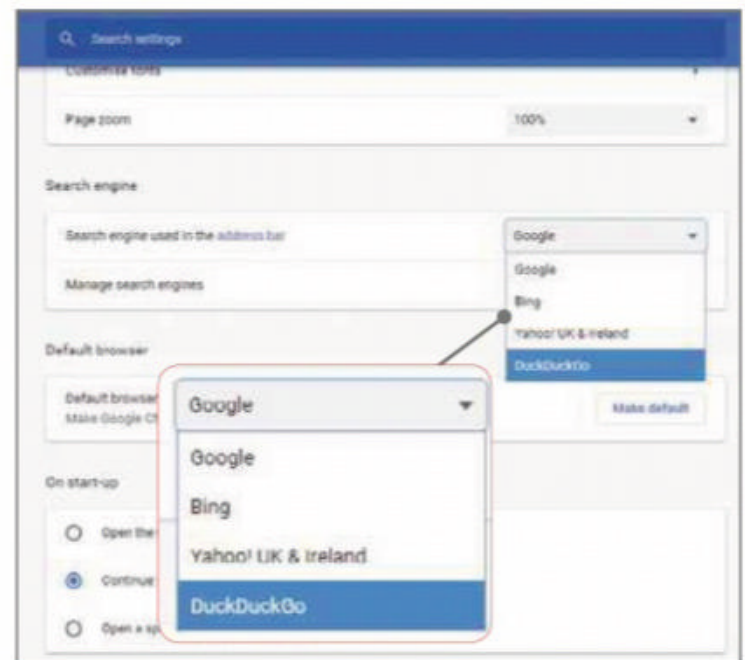 Search settings
Customise fonts
Page zoom
100%
Search engine
Search engine used in the address bar
Google
Google
Manage search engines
Bing
Yahoo! UK & Ireland
Default browser
DuckDuckGo
Default browser
Make Google Ch
Make default
Google
Google
Bing
Yahoo! UK & Ireland
DuckDuckGo
On start-up
Open the
Continue
Open a sp